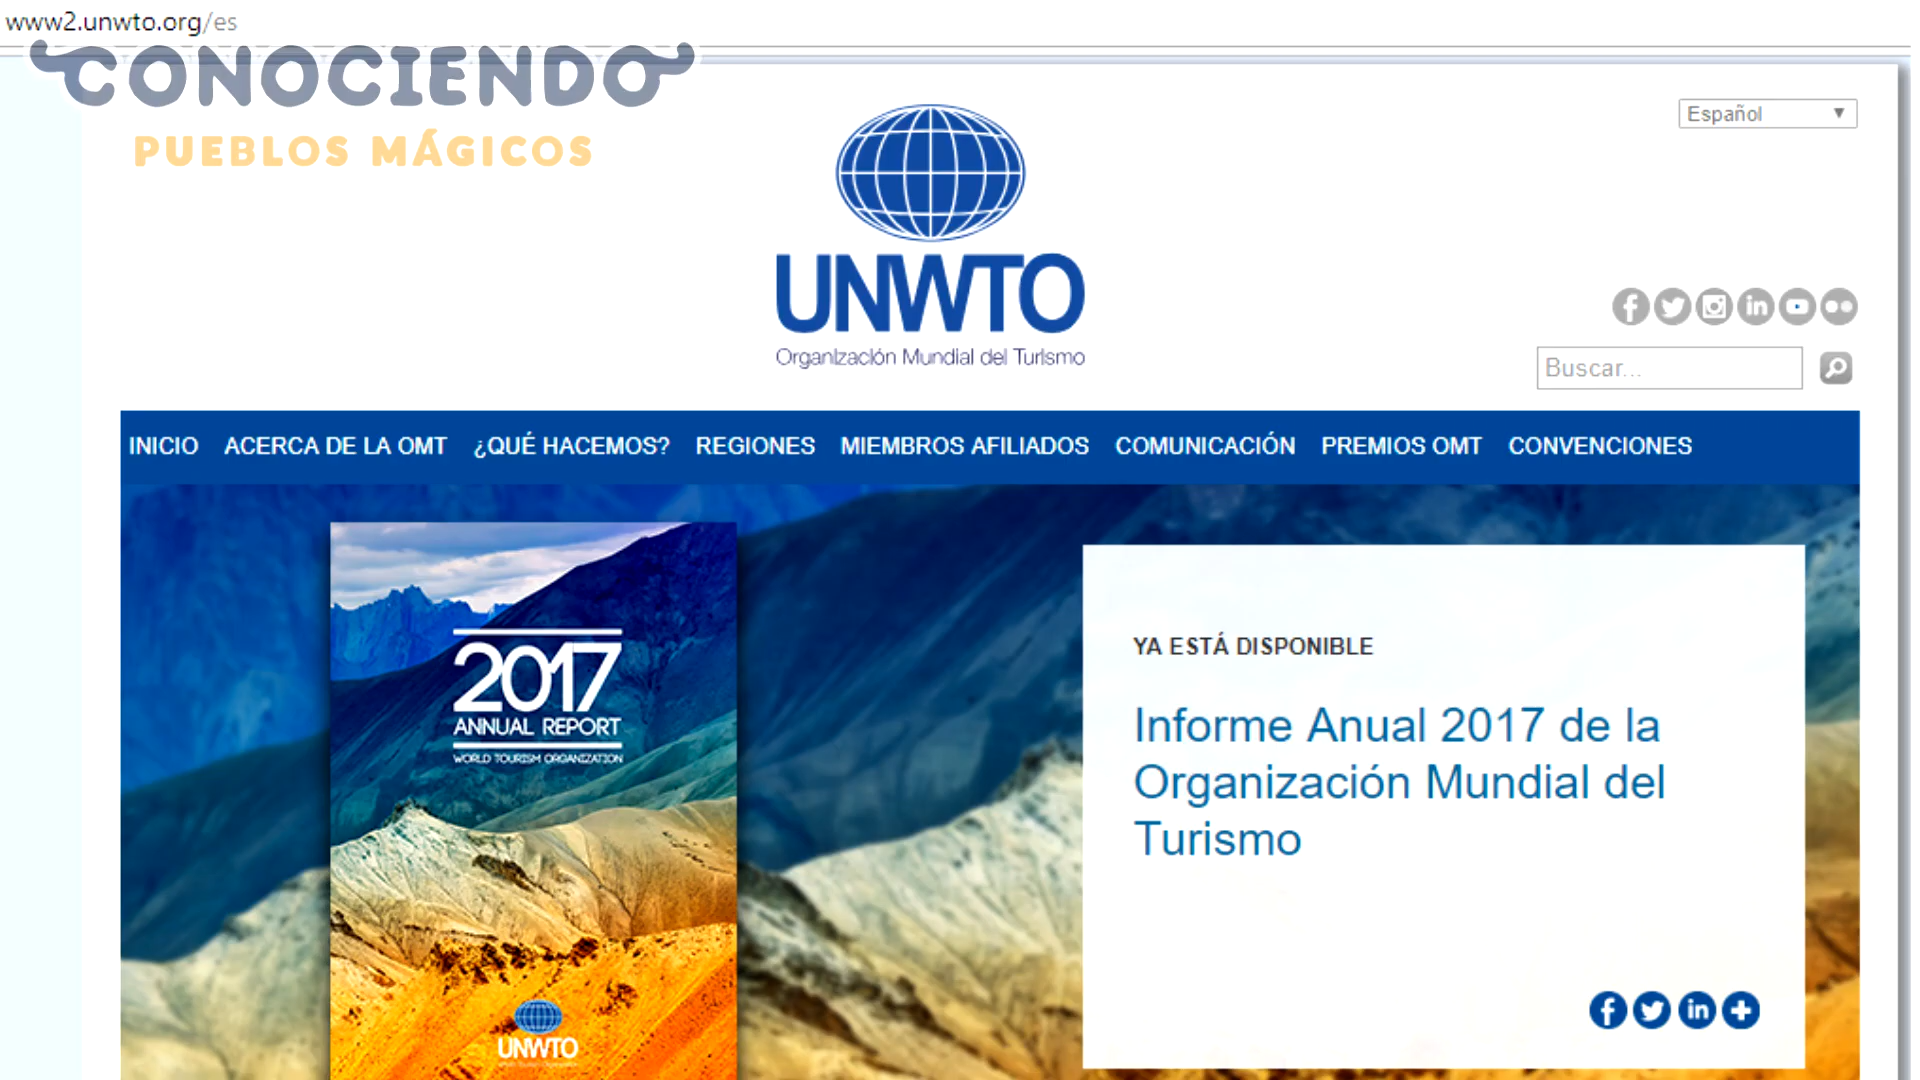 www2.unwto.org/es
CONOCIENDO
PUEBLOS MÁGICOS
Español
UNWTO
Organización Mundial del Turismo
Buscar...
INICIO ACERCA DE LA OMT ¿QUÉ HACEMOS? REGIONES MIEMBROS AFILIADOS COMUNICACIÓN PREMIOS OMT CONVENCIONES
2017
ANNUAL REPORT
WORLD TOURISM ORGANIZATION
UNWTO
YA ESTÁ DISPONIBLE
Informe Anual 2017 de la
Organización Mundial del
Turismo